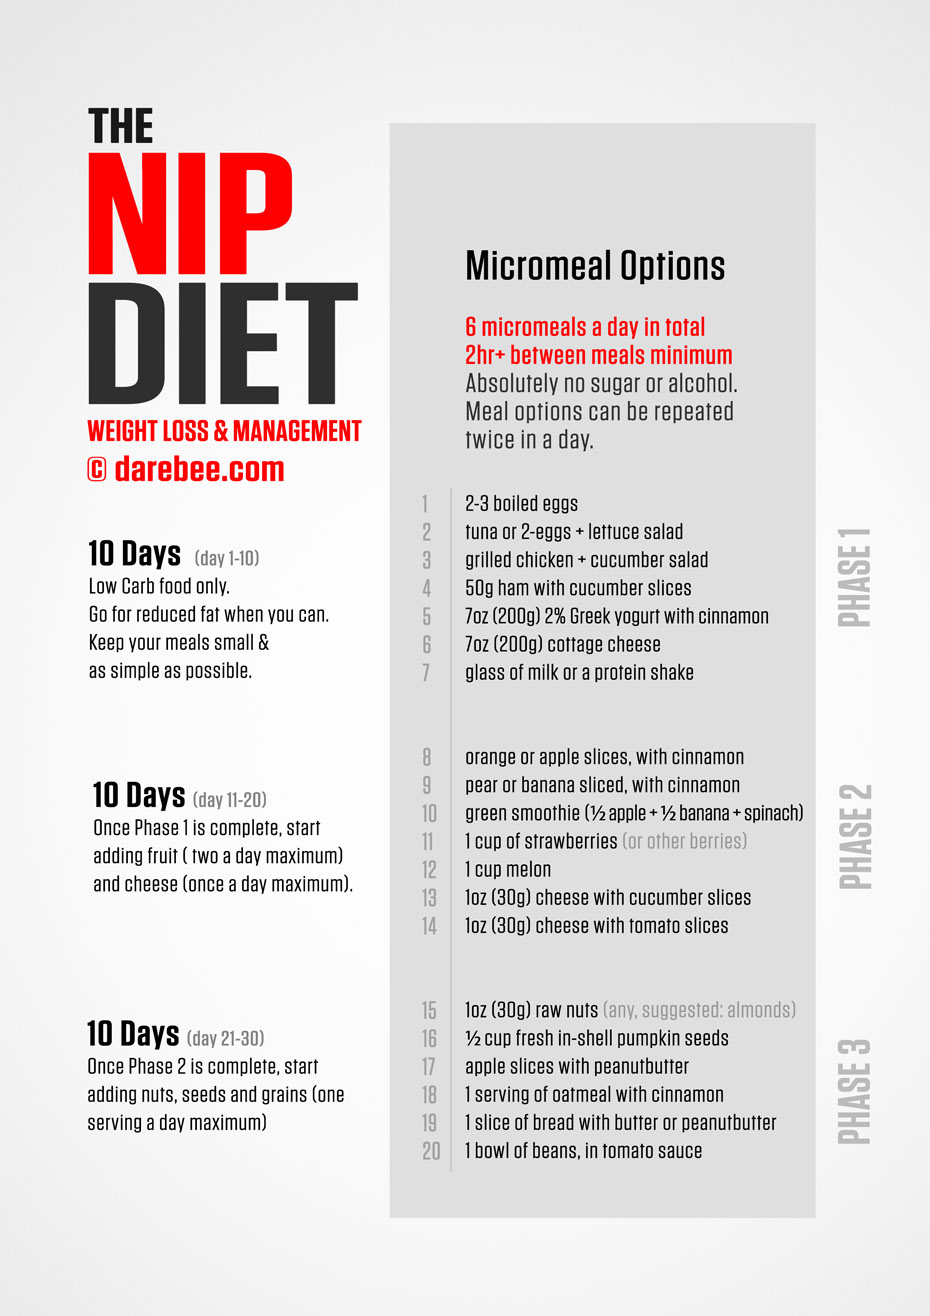 THE
NIP
DIET
WEIGHT LOSS & MANAGEMENT
© darebee.com
10 Days (day 1-10)
Low Carb food only.
Go for reduced fat when you can.
Keep your meals small &
as simple as possible.
10 Days (day 11-20)
Once Phase 1 is complete, start
adding fruit ( two a day maximum)
and cheese (once a day maximum).
10 Days (day 21-30)
Once Phase 2 is complete, start
adding nuts, seeds and grains (one
serving a day maximum)
Micromeal Options
6 micromeals a day in total
2hr+ between meals minimum
Absolutely no sugar or alcohol.
Meal options can be repeated
twice in a day.
1 2-3 boiled eggs
2 tuna or 2-eggs + lettuce salad
3 grilled chicken + cucumber salad
4 50g ham with cucumber slices
5 7oz (200g) 2% Greek yogurt with cinnamon
6 7oz (200g) cottage cheese
7 glass of milk or a protein shake
PHASE 1
8 orange or apple slices, with cinnamon
9 pear or banana sliced, with cinnamon
10 green smoothie (½ apple + ½ banana + spinach)
11 1 cup of strawberries (or other berries)
12 1 cup melon
13 1oz (30g) cheese with cucumber slices
14 1oz (30g) cheese with tomato slices
PHASE 2
15 1oz (30g) raw nuts (any, suggested: almonds)
16 ½ cup fresh in-shell pumpkin seeds
17 apple slices with peanutbutter
18 1 serving of oatmeal with cinnamon
19 1 slice of bread with butter or peanutbutter
20 1 bowl of beans, in tomato sauce
PHASE 3